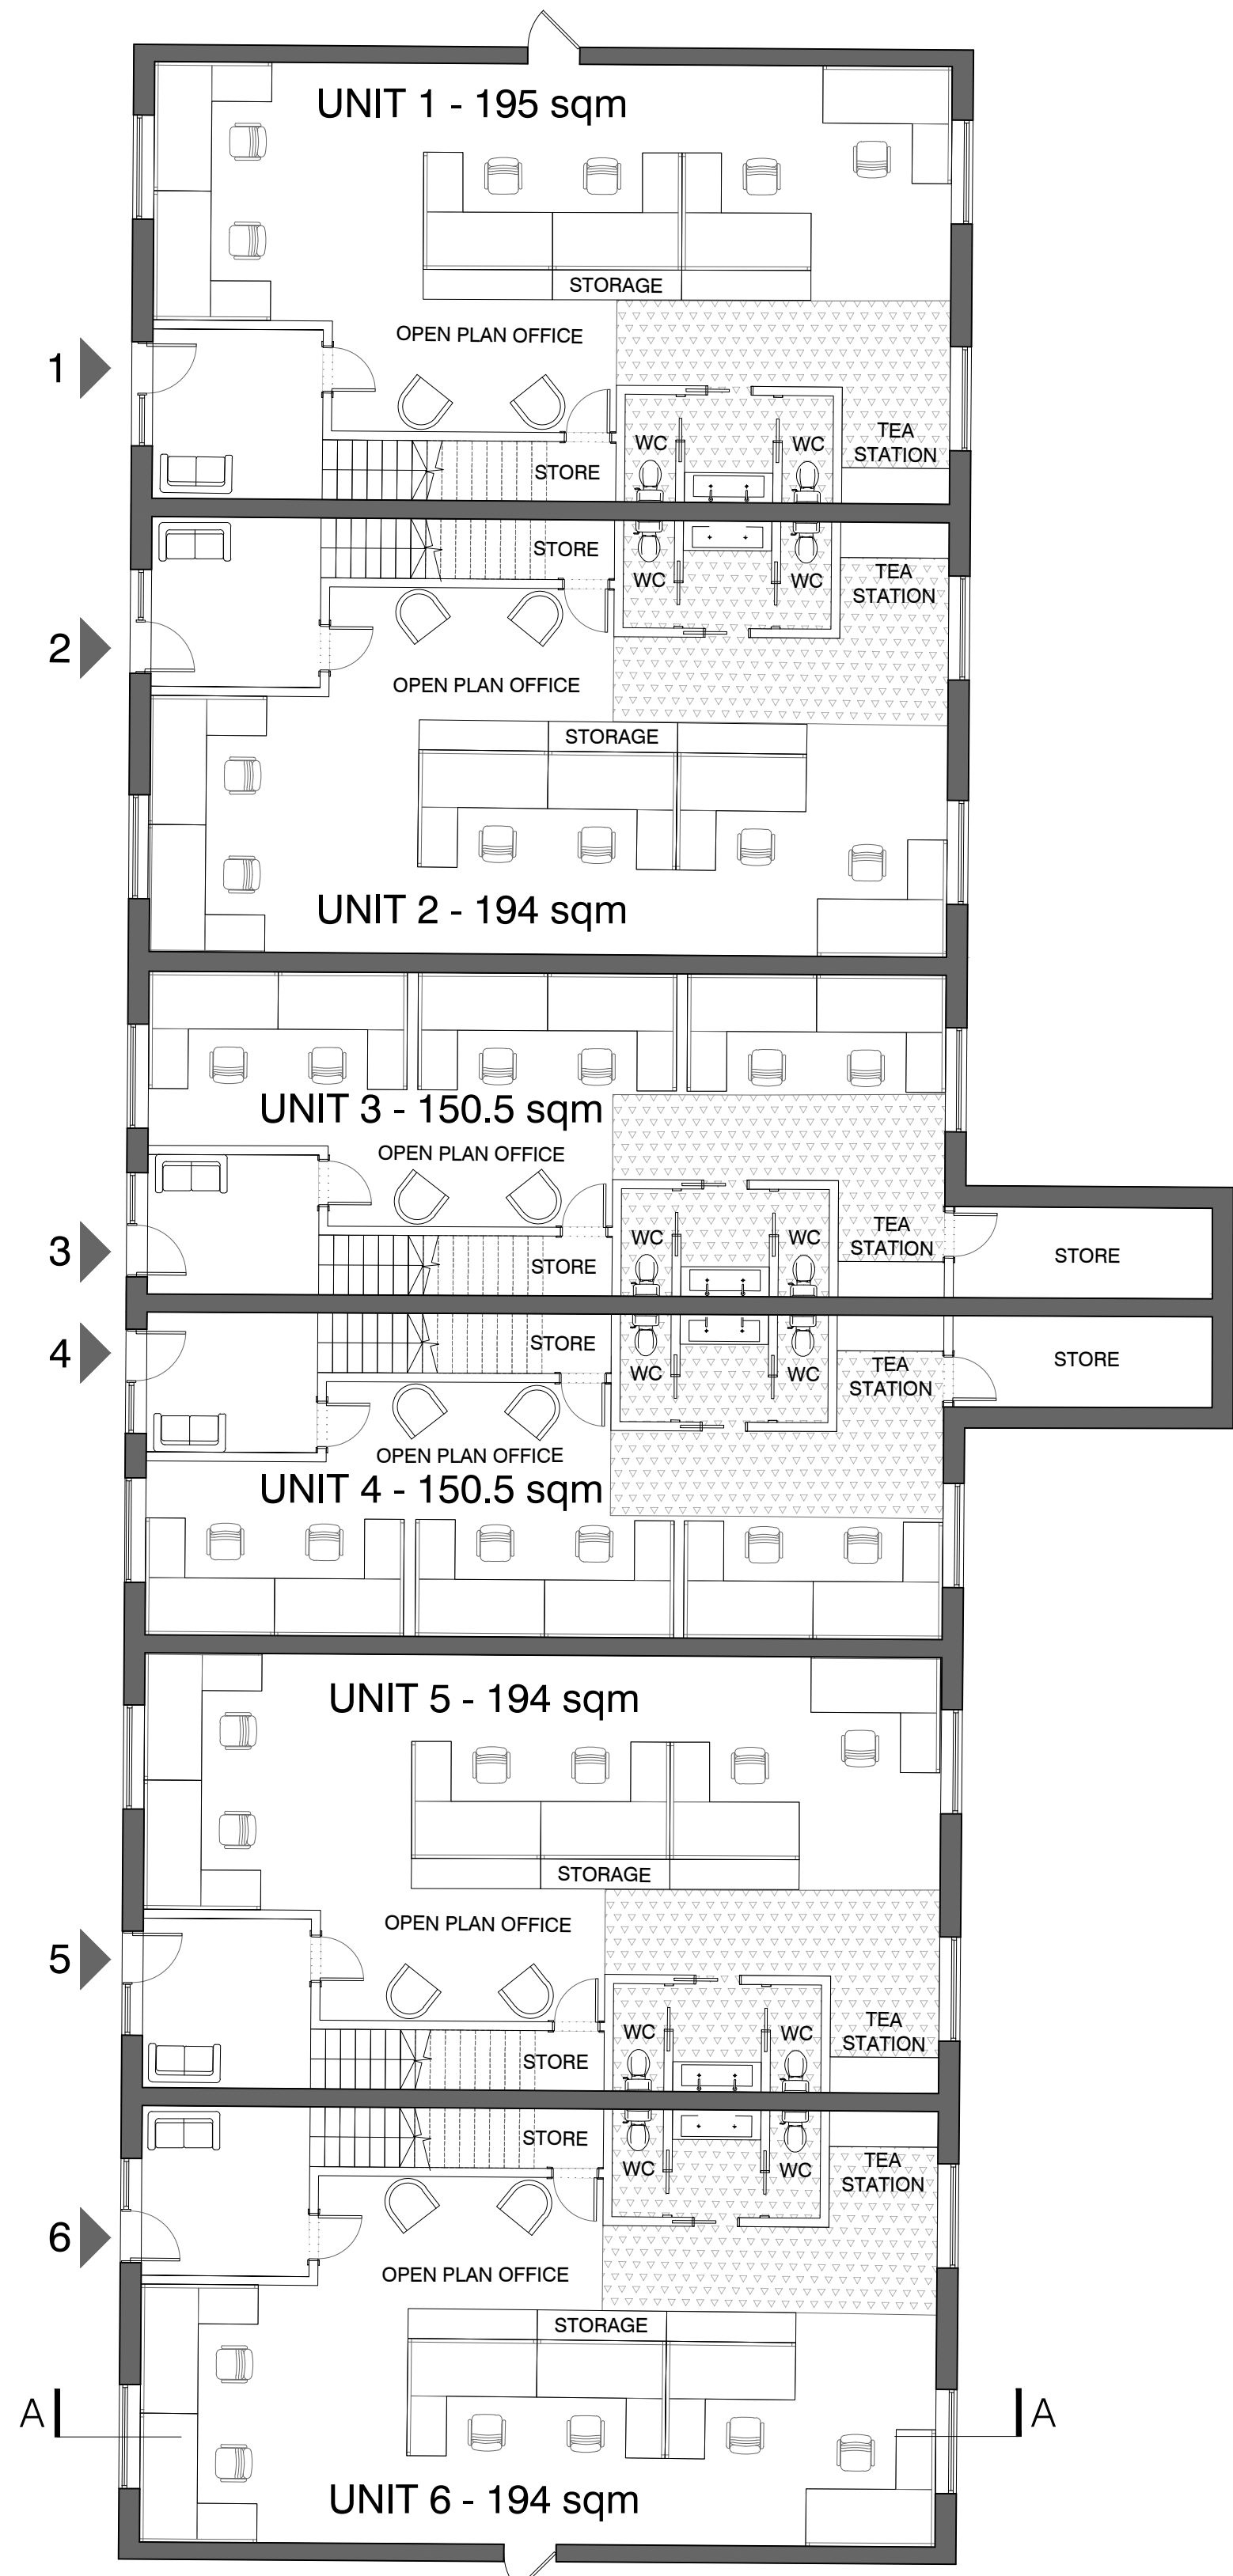 UNIT 1 - 195 sqm
STORAGE
OPEN PLAN OFFICE
1
WC
WC
TEA
STATION
STORE
STORE
WC
WC
TEA
STATION
2
OPEN PLAN OFFICE
STORAGE
UNIT 2 - 194 sqm
UNIT 3 - 150.5 sqm
OPEN PLAN OFFICE
3
WC
WC
TEA
STATION
STORE
STORE
4
STORE
STORE
WC
WC
TEA
STATION
OPEN PLAN OFFICE
UNIT 4 - 150.5 sqm
UNIT 5 - 194 sqm
STORAGE
OPEN PLAN OFFICE
5
WC
WC
TEA
STATION
STORE
STORE
WC
WC
TEA
STATION
6
OPEN PLAN OFFICE
STORAGE
A
A
UNIT 6 - 194 sqm